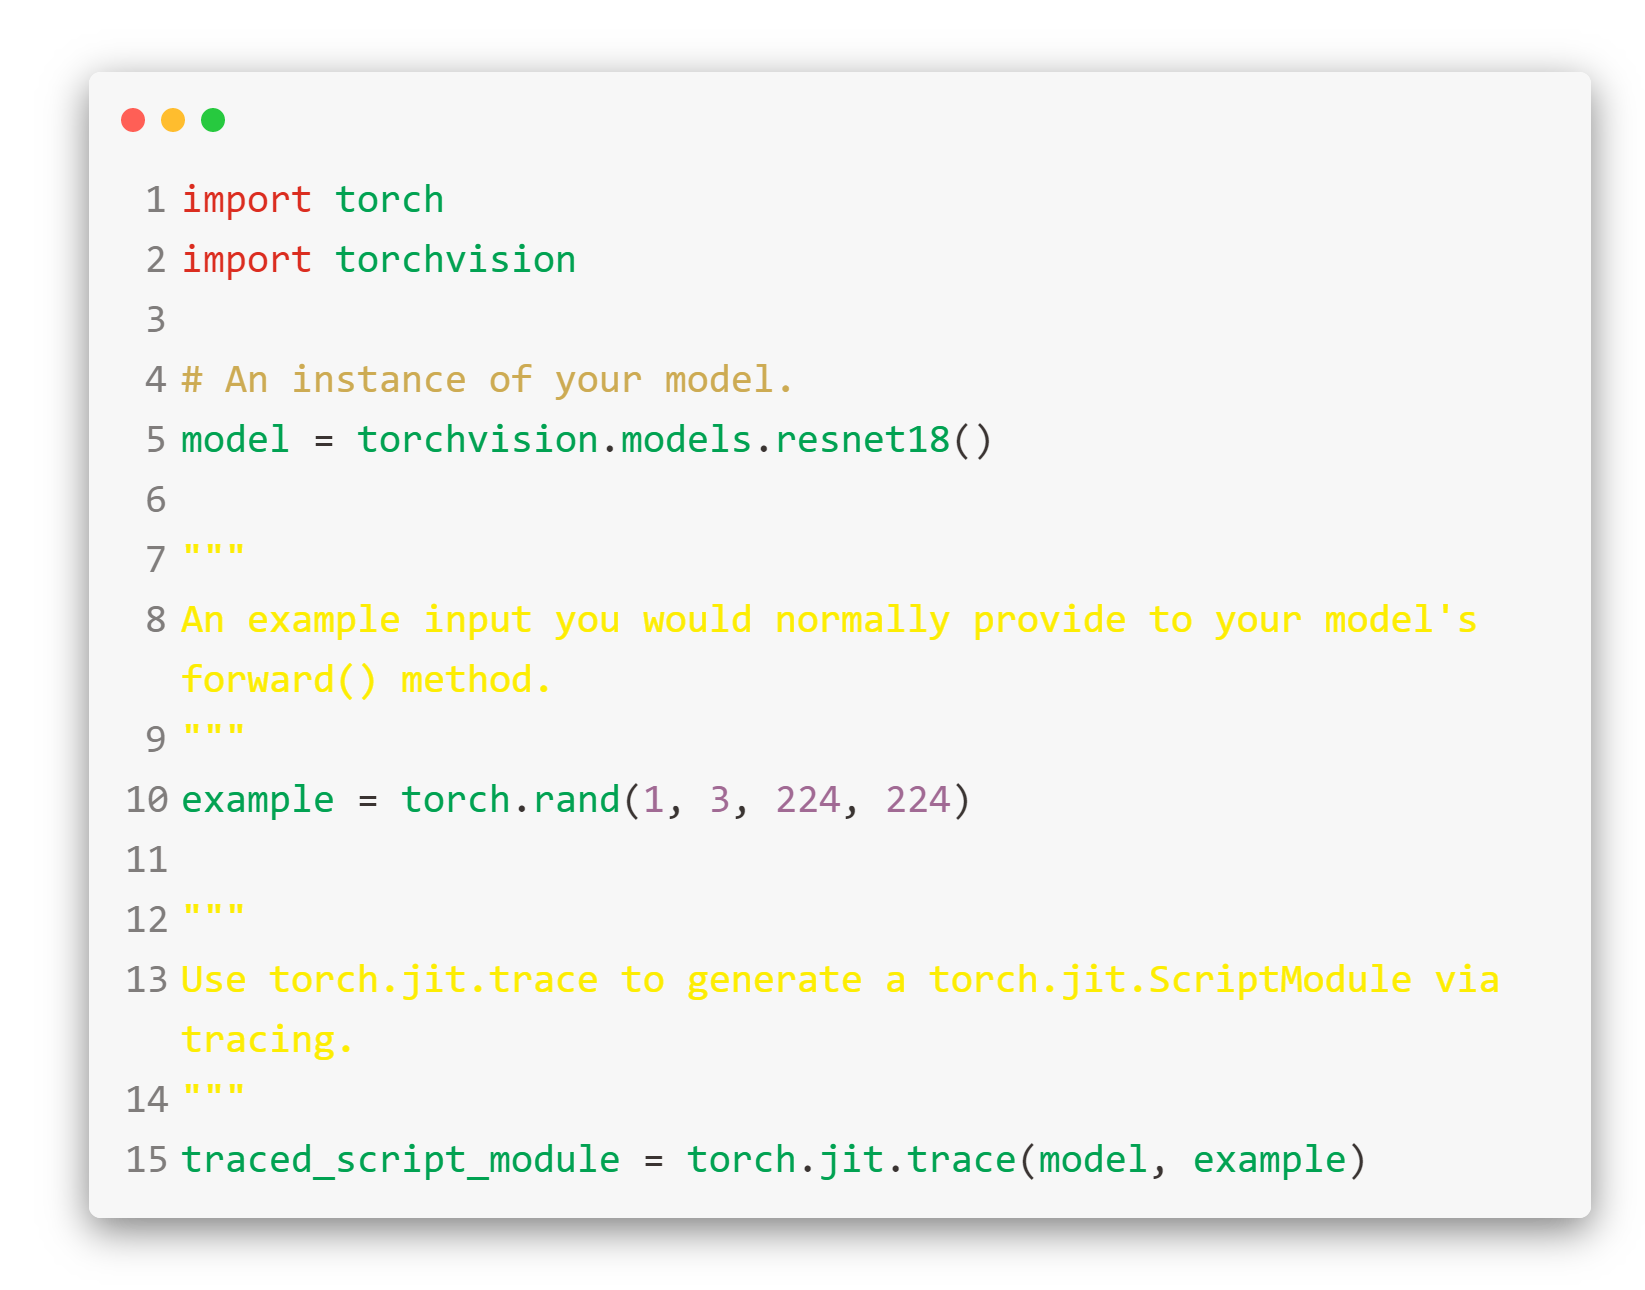 1 import torch
2 import torchvision
3
4 # An instance of your model.
5 model = torchvision.models.resnet18()
6
7 """
8 An example input you would normally provide to your model's
forward() method.
9 """
10 example = torch.rand(1, 3, 224, 224)
11
12 """
13 Use torch.jit.trace to generate a torch.jit.ScriptModule via
tracing.
14 """
15 traced_script_module = torch.jit.trace(model, example)